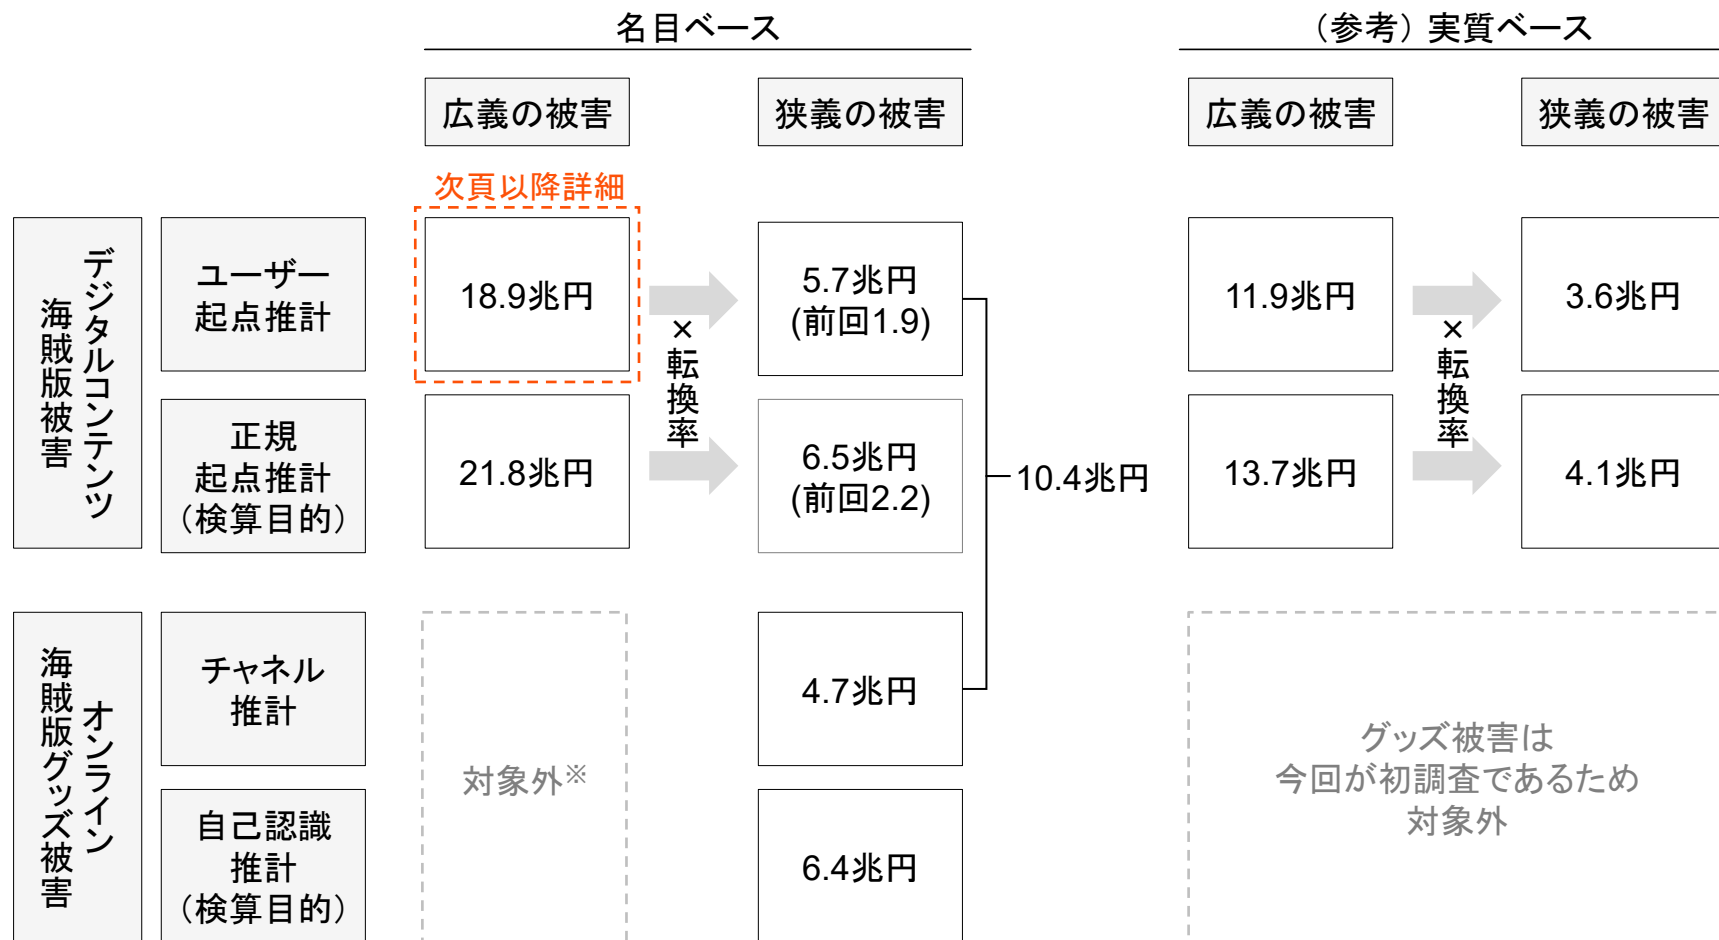 名目ベース
（参考）実質ベース
広義の被害
狭義の被害
広義の被害
狭義の被害
次頁以降詳細
デジタルコンテンツ
海賊版被害
ユーザー
起点推計
18.9兆円
5.7兆円
(前回1.9)
11.9兆円
3.6兆円
×転換率
×転換率
正規
起点推計
（検算目的）
21.8兆円
6.5兆円
(前回2.2)
10.4兆円
13.7兆円
4.1兆円
オンライン
海賊版グッズ被害
チャネル
推計
対象外※
4.7兆円
グッズ被害は
今回が初調査であるため
対象外
自己認識
推計
（検算目的）
6.4兆円